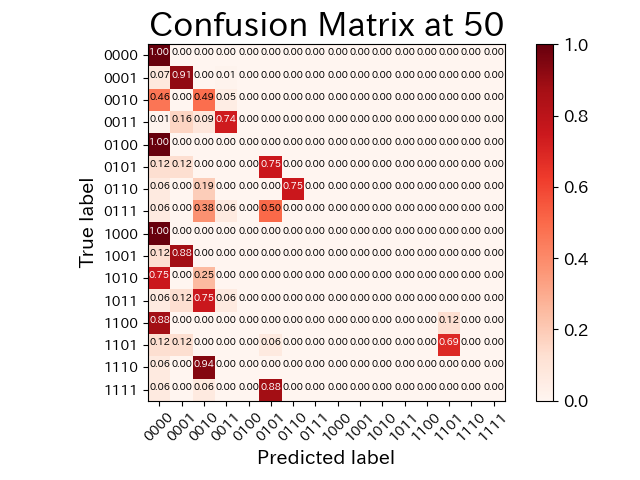 Confusion Matrix at 50
True label
0000 1.00 0.00 0.00 0.00 0.00 0.00 0.00 0.00 0.00 0.00 0.00 0.00 0.00 0.00 0.00 0.00
0001 0.07 0.91 0.00 0.01 0.00 0.00 0.00 0.00 0.00 0.00 0.00 0.00 0.00 0.00 0.00 0.00
0010 0.46 0.00 0.49 0.05 0.00 0.00 0.00 0.00 0.00 0.00 0.00 0.00 0.00 0.00 0.00 0.00
0011 0.01 0.16 0.09 0.74 0.00 0.00 0.00 0.00 0.00 0.00 0.00 0.00 0.00 0.00 0.00 0.00
0100 1.00 0.00 0.00 0.00 0.00 0.00 0.00 0.00 0.00 0.00 0.00 0.00 0.00 0.00 0.00 0.00
0101 0.12 0.12 0.00 0.00 0.00 0.75 0.00 0.00 0.00 0.00 0.00 0.00 0.00 0.00 0.00 0.00
0110 0.06 0.00 0.19 0.00 0.00 0.00 0.75 0.00 0.00 0.00 0.00 0.00 0.00 0.00 0.00 0.00
0111 0.06 0.00 0.38 0.06 0.00 0.50 0.00 0.00 0.00 0.00 0.00 0.00 0.00 0.00 0.00 0.00
1000 1.00 0.00 0.00 0.00 0.00 0.00 0.00 0.00 0.00 0.00 0.00 0.00 0.00 0.00 0.00 0.00
1001 0.12 0.88 0.00 0.00 0.00 0.00 0.00 0.00 0.00 0.00 0.00 0.00 0.00 0.00 0.00 0.00
1010 0.75 0.00 0.25 0.00 0.00 0.00 0.00 0.00 0.00 0.00 0.00 0.00 0.00 0.00 0.00 0.00
1011 0.06 0.12 0.75 0.06 0.00 0.00 0.00 0.00 0.00 0.00 0.00 0.00 0.00 0.00 0.00 0.00
1100 0.88 0.00 0.00 0.00 0.00 0.00 0.00 0.00 0.00 0.00 0.00 0.00 0.00 0.12 0.00 0.00
1101 0.12 0.12 0.00 0.00 0.00 0.06 0.00 0.00 0.00 0.00 0.00 0.00 0.00 0.69 0.00 0.00
1110 0.06 0.00 0.94 0.00 0.00 0.00 0.00 0.00 0.00 0.00 0.00 0.00 0.00 0.00 0.00 0.00
1111 0.06 0.00 0.06 0.00 0.00 0.88 0.00 0.00 0.00 0.00 0.00 0.00 0.00 0.00 0.00 0.00
0000 0001 0010 0011 0100 0101 0110 0111 1000 1001 1010 1011 1100 1101 1110 1111
Predicted label
1.0
0.8
0.6
0.4
0.2
0.0